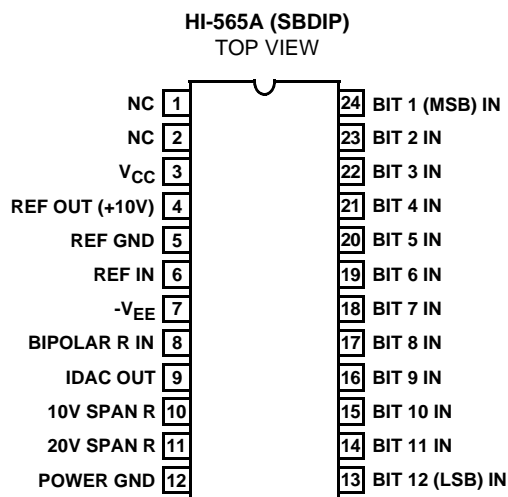 HI-565A (SBDIP)
TOP VIEW
NC 1 24 BIT 1 (MSB) IN
NC 2 23 BIT 2 IN
VCC 3 22 BIT 3 IN
REF OUT (+10V) 4 21 BIT 4 IN
REF GND 5 20 BIT 5 IN
REF IN 6 19 BIT 6 IN
-VEE 7 18 BIT 7 IN
BIPOLAR R IN 8 17 BIT 8 IN
IDAC OUT 9 16 BIT 9 IN
10V SPAN R 10 15 BIT 10 IN
20V SPAN R 11 14 BIT 11 IN
POWER GND 12 13 BIT 12 (LSB) IN